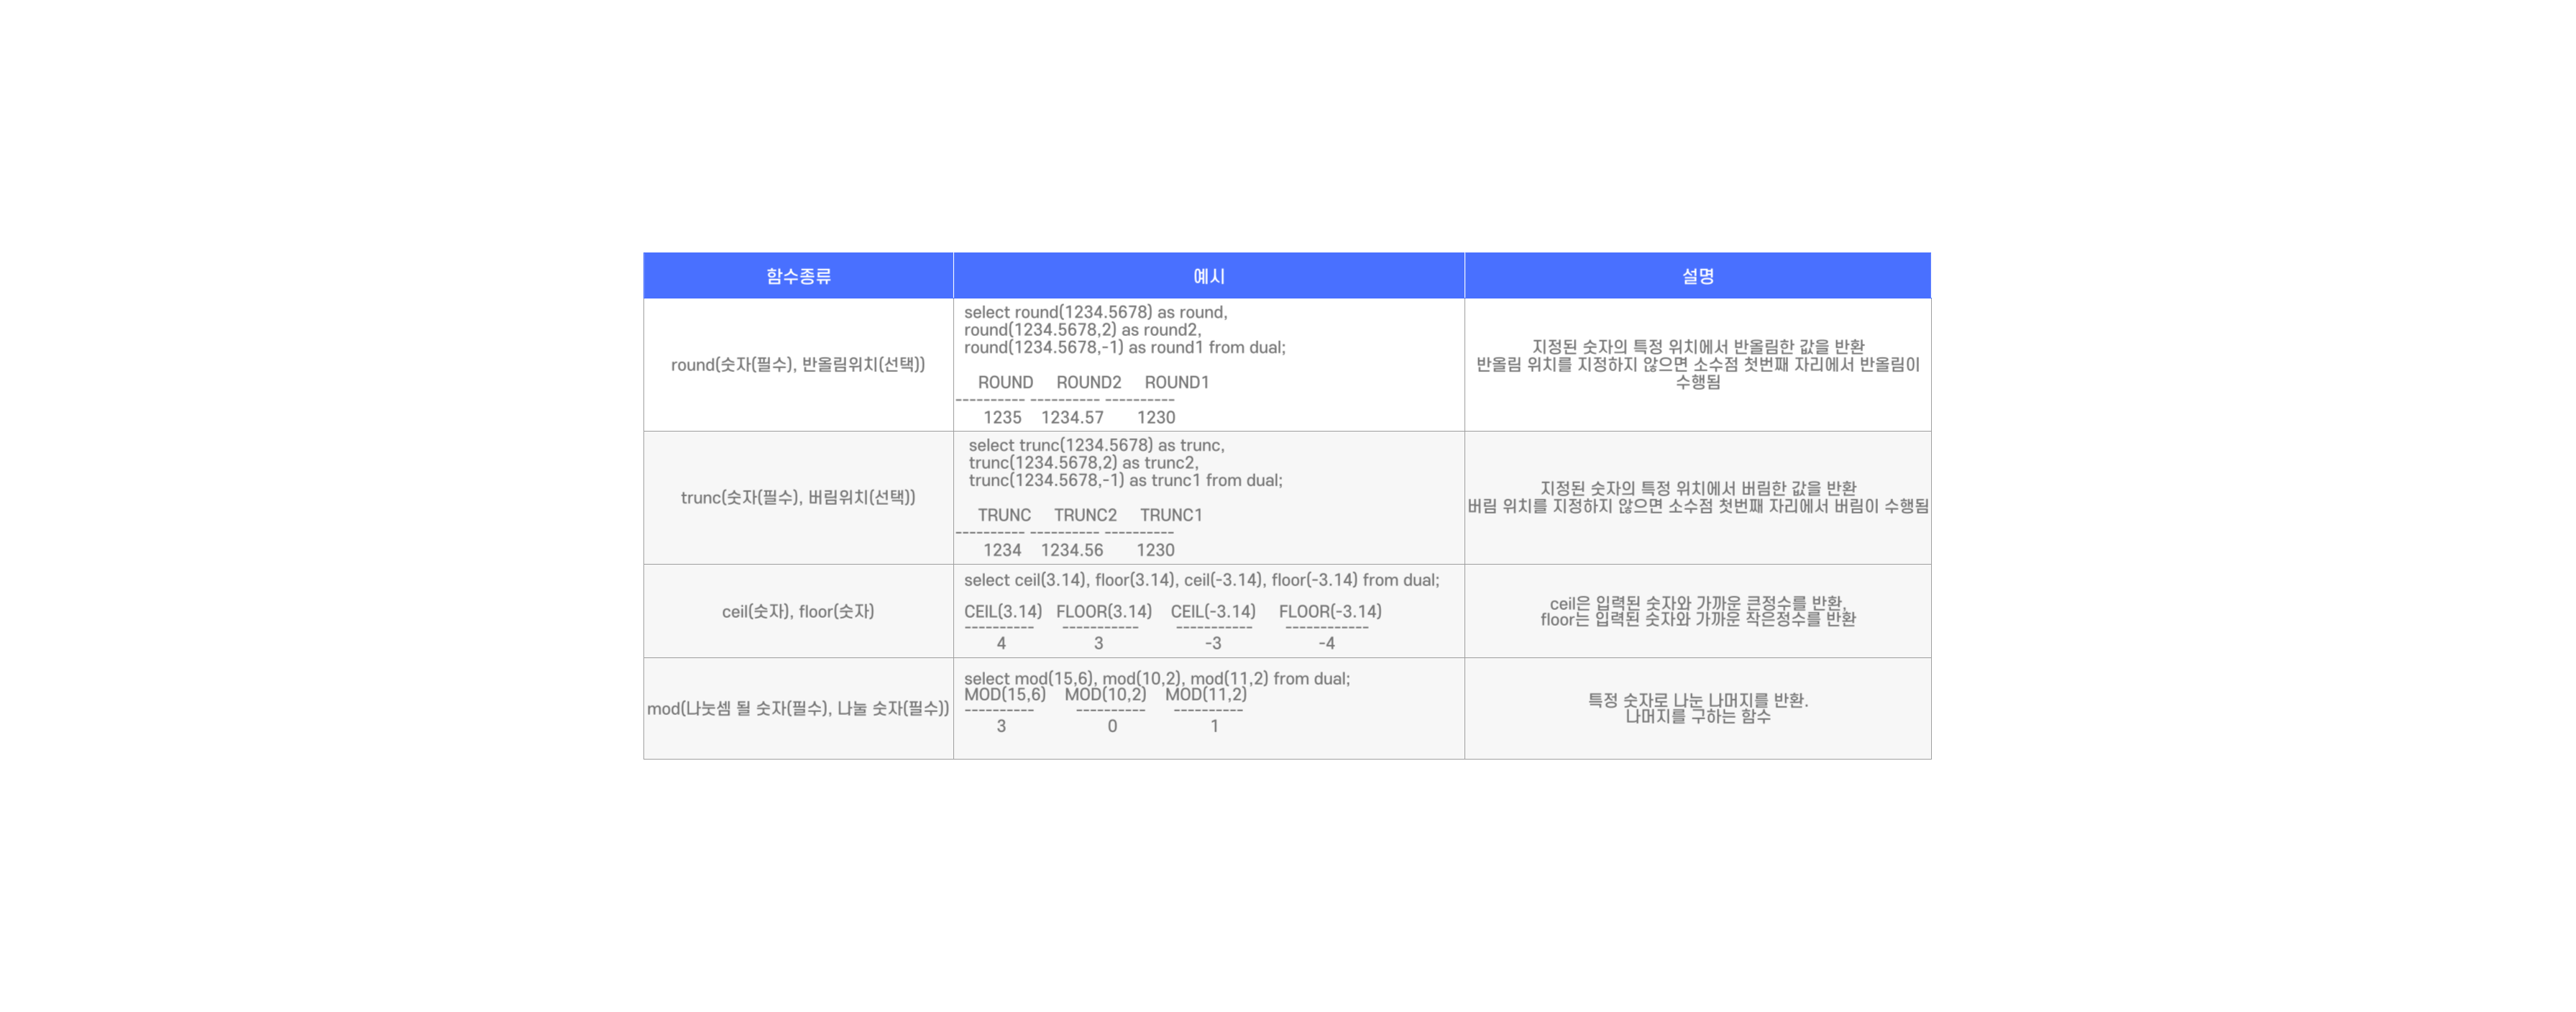 함수종류
예시
설명
round(숫자(필수), 반올림위치(선택))
select round(1234.5678) as round,
round(1234.5678,2) as round2,
round(1234.5678,-1) as round1 from dual;
ROUND ROUND2 ROUND1
---------- ---------- ----------
1235 1234.57 1230
지정된 숫자의 특정 위치에서 반올림한 값을 반환
반올림 위치를 지정하지 않으면 소수점 첫번째 자리에서 반올림이
수행됨
trunc(숫자(필수), 버림위치(선택))
select trunc(1234.5678) as trunc,
trunc(1234.5678,2) as trunc2,
trunc(1234.5678,-1) as trunc1 from dual;
TRUNC TRUNC2 TRUNC1
---------- ---------- ----------
1234 1234.56 1230
지정된 숫자의 특정 위치에서 버림한 값을 반환
버림 위치를 지정하지 않으면 소수점 첫번째 자리에서 버림이 수행됨
ceil(숫자), floor(숫자)
select ceil(3.14), floor(3.14), ceil(-3.14), floor(-3.14) from dual;
CEIL(3.14) FLOOR(3.14) CEIL(-3.14) FLOOR(-3.14)
---------- ----------- ----------- ------------
4 3 -3 -4
ceil은 입력된 숫자와 가까운 큰정수를 반환,
floor는 입력된 숫자와 가까운 작은정수를 반환
mod(나눗셈 될 숫자(필수), 나눌 숫자(필수))
select mod(15,6), mod(10,2), mod(11,2) from dual;
MOD(15,6) MOD(10,2) MOD(11,2)
---------- ---------- ----------
3 0 1
특정 숫자로 나눈 나머지를 반환.
나머지를 구하는 함수